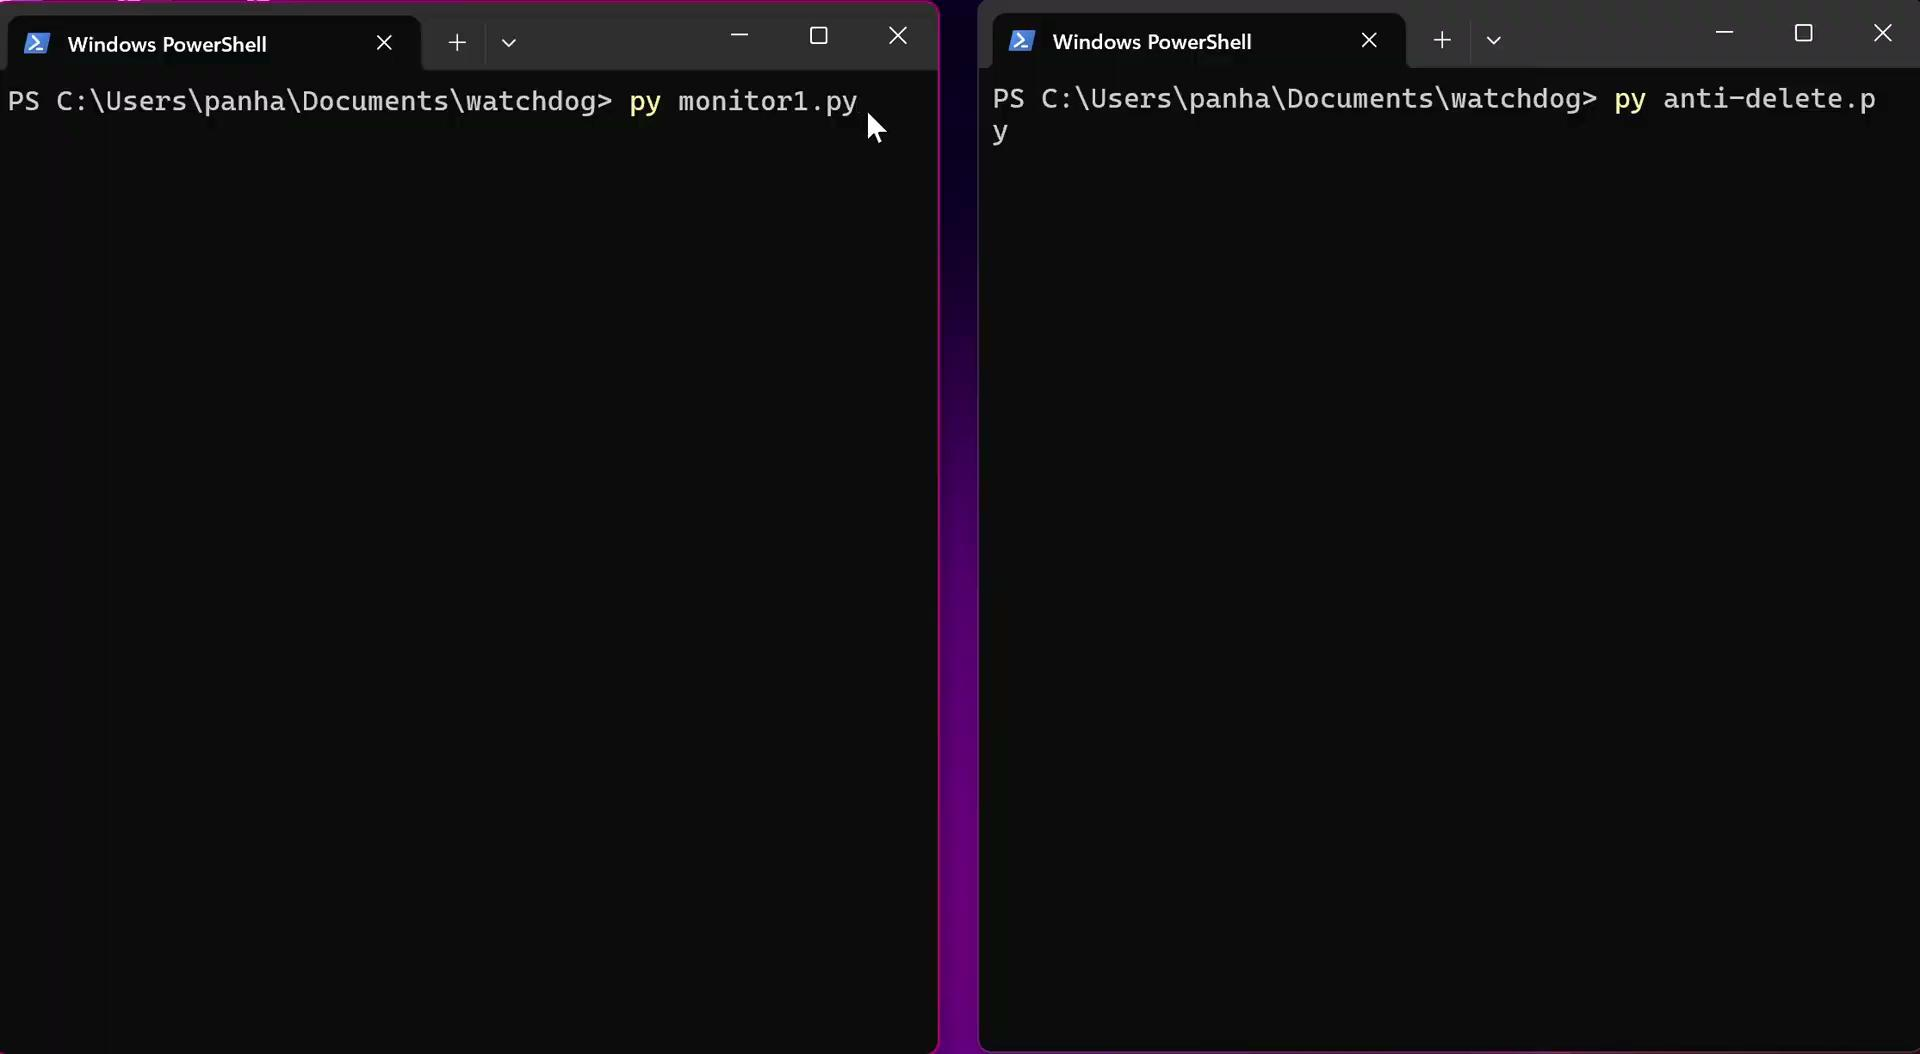 Windows PowerShell
PS C:\Users\panha\Documents\watchdog> py monitor1.py
Windows PowerShell
PS C:\Users\panha\Documents\watchdog> py anti-delete.p
y